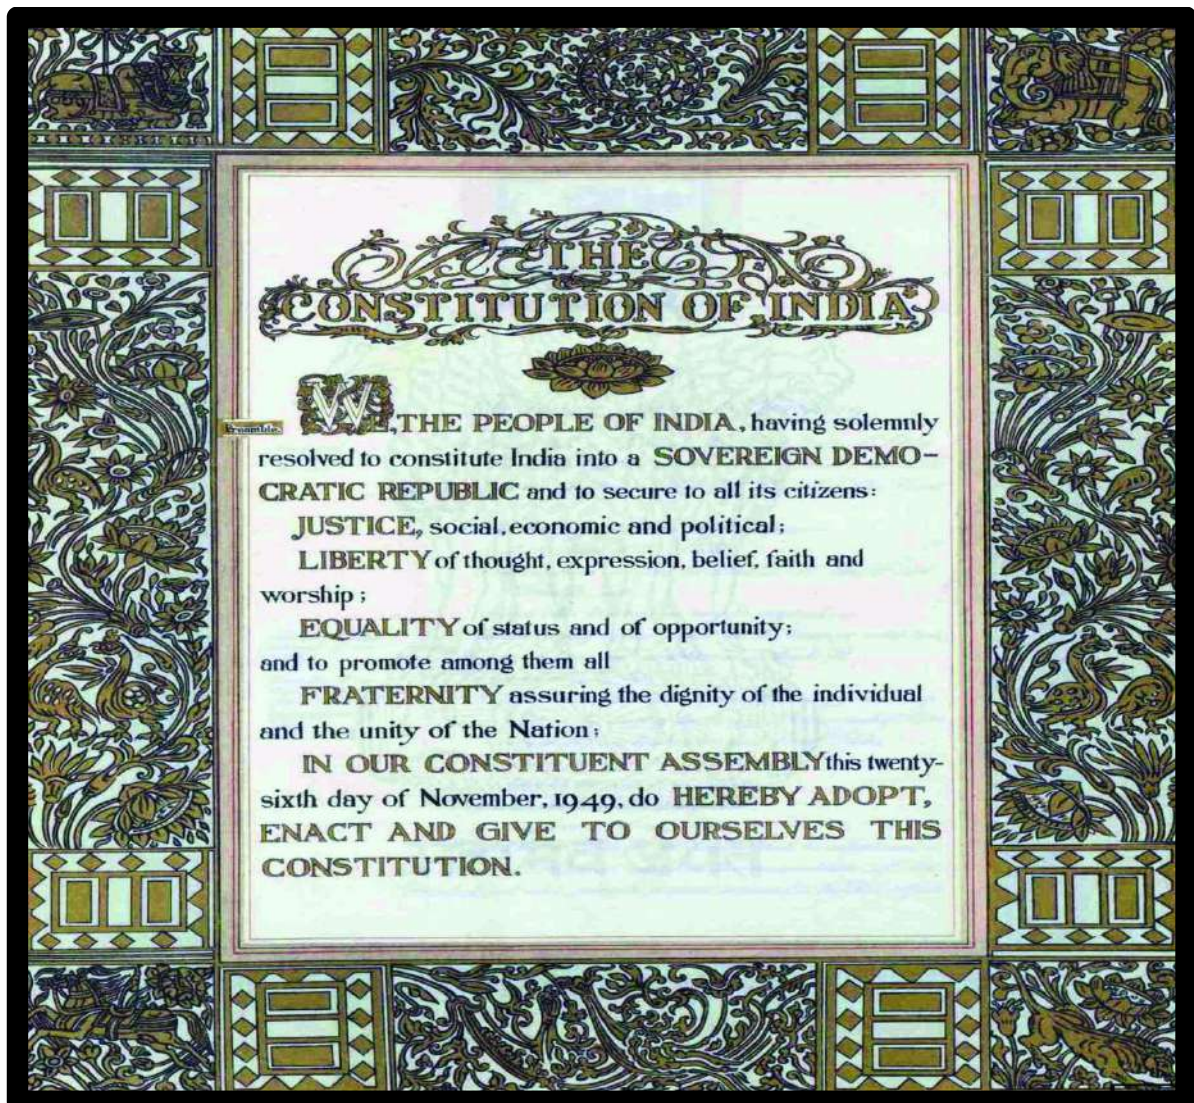 THE
CONSTITUTION OF INDIA
Preamble.
WE, THE PEOPLE OF INDIA, having solemnly
resolved to constitute India into a SOVEREIGN DEMO-
CRATIC REPUBLIC and to secure to all its citizens:
JUSTICE, social, economic and political;
LIBERTY of thought, expression, belief, faith and
worship;
EQUALITY of status and of opportunity;
and to promote among them all
FRATERNITY assuring the dignity of the individual
and the unity of the Nation;
IN OUR CONSTITUENT ASSEMBLY this twenty-
sixth day of November, 1949, do HEREBY ADOPT,
ENACT AND GIVE TO OURSELVES THIS
CONSTITUTION.